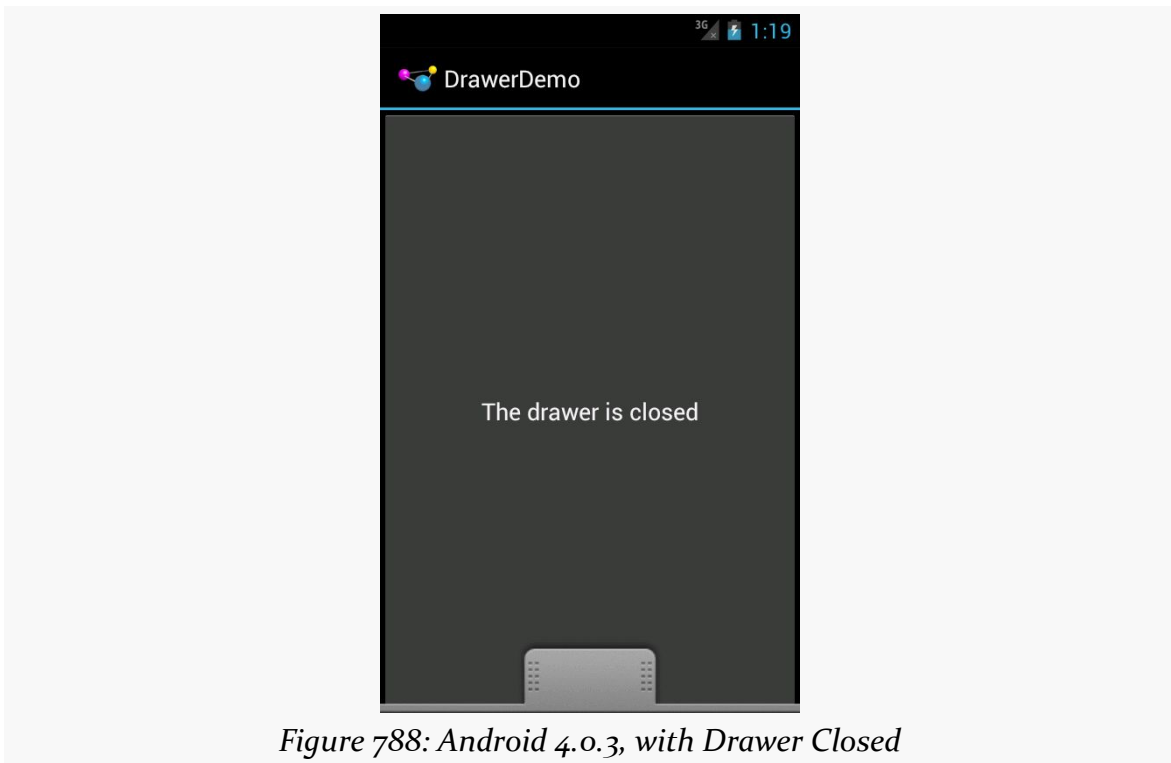 3G 1:19
DrawerDemo
The drawer is closed
Figure 788: Android 4.0.3, with Drawer Closed